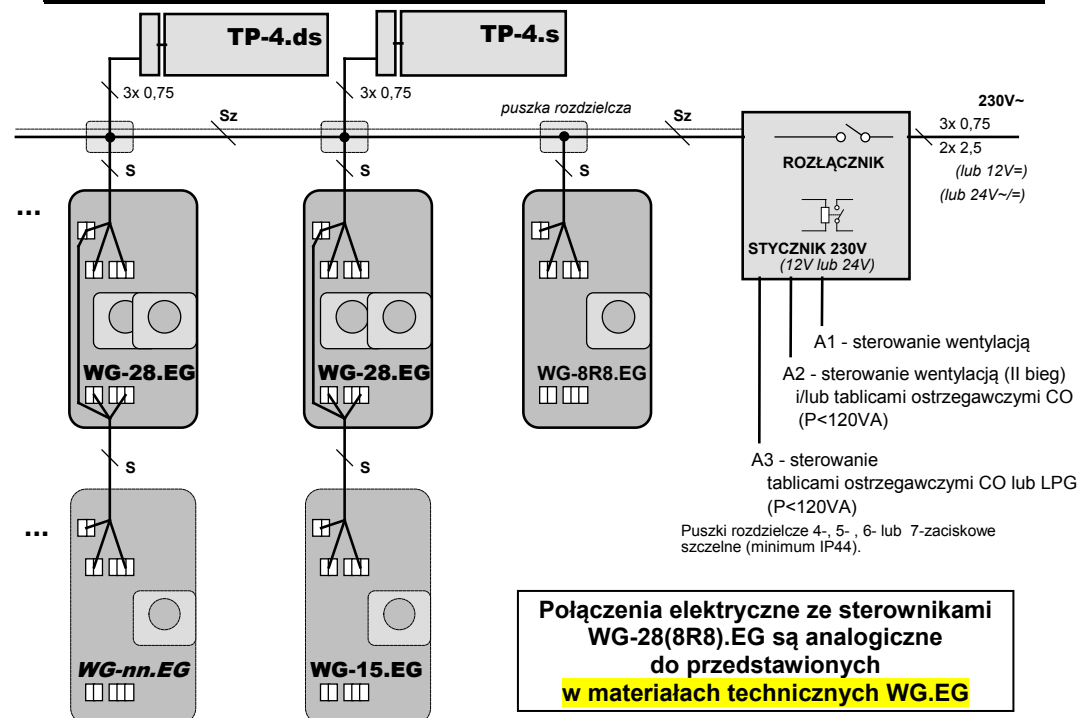 TP-4.ds
TP-4.s
3x 0,75
3x 0,75
Sz
puszka rozdzielcza
Sz
230V~
3x 0,75
2x 2,5
(lub 12V=)
(lub 24V~/=)
ROZŁĄCZNIK
STYCZNIK 230V
(12V lub 24V)
S
S
S
...
WG-28.EG
WG-28.EG
WG-8R8.EG
A1 - sterowanie wentylacją
A2 - sterowanie wentylacją (II bieg)
i/lub tablicami ostrzegawczymi CO
(P<120VA)
A3 - sterowanie
tablicami ostrzegawczymi CO lub LPG
(P<120VA)
S
S
...
Puszki rozdzielcze 4-, 5- , 6- lub 7-zaciskowe
szczelne (minimum IP44).
WG-nn.EG
WG-15.EG
Połączenia elektryczne ze sterownikami
WG-28(8R8).EG są analogiczne
do przedstawionych
w materiałach technicznych WG.EG